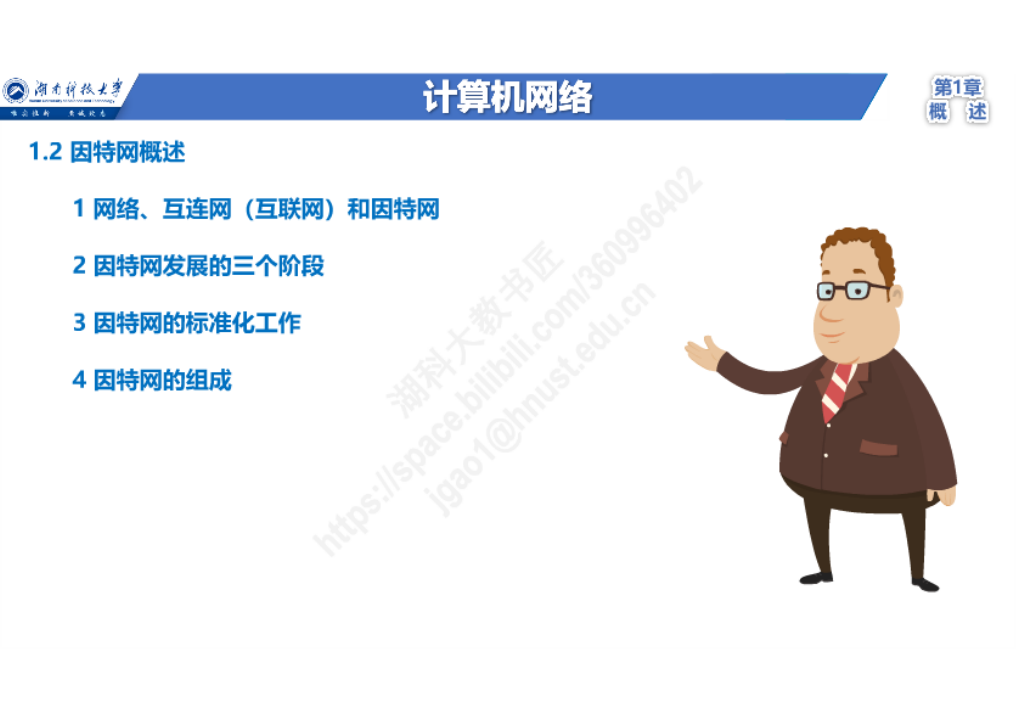 湖南科技大学
计算机网络
第1章
概 述
1.2 因特网概述
1 网络、互连网（互联网）和因特网
2 因特网发展的三个阶段
3 因特网的标准化工作
4 因特网的组成
湖科大教书匠
https://space.bilibili.com/360996402
jgao1@hnust.edu.cn